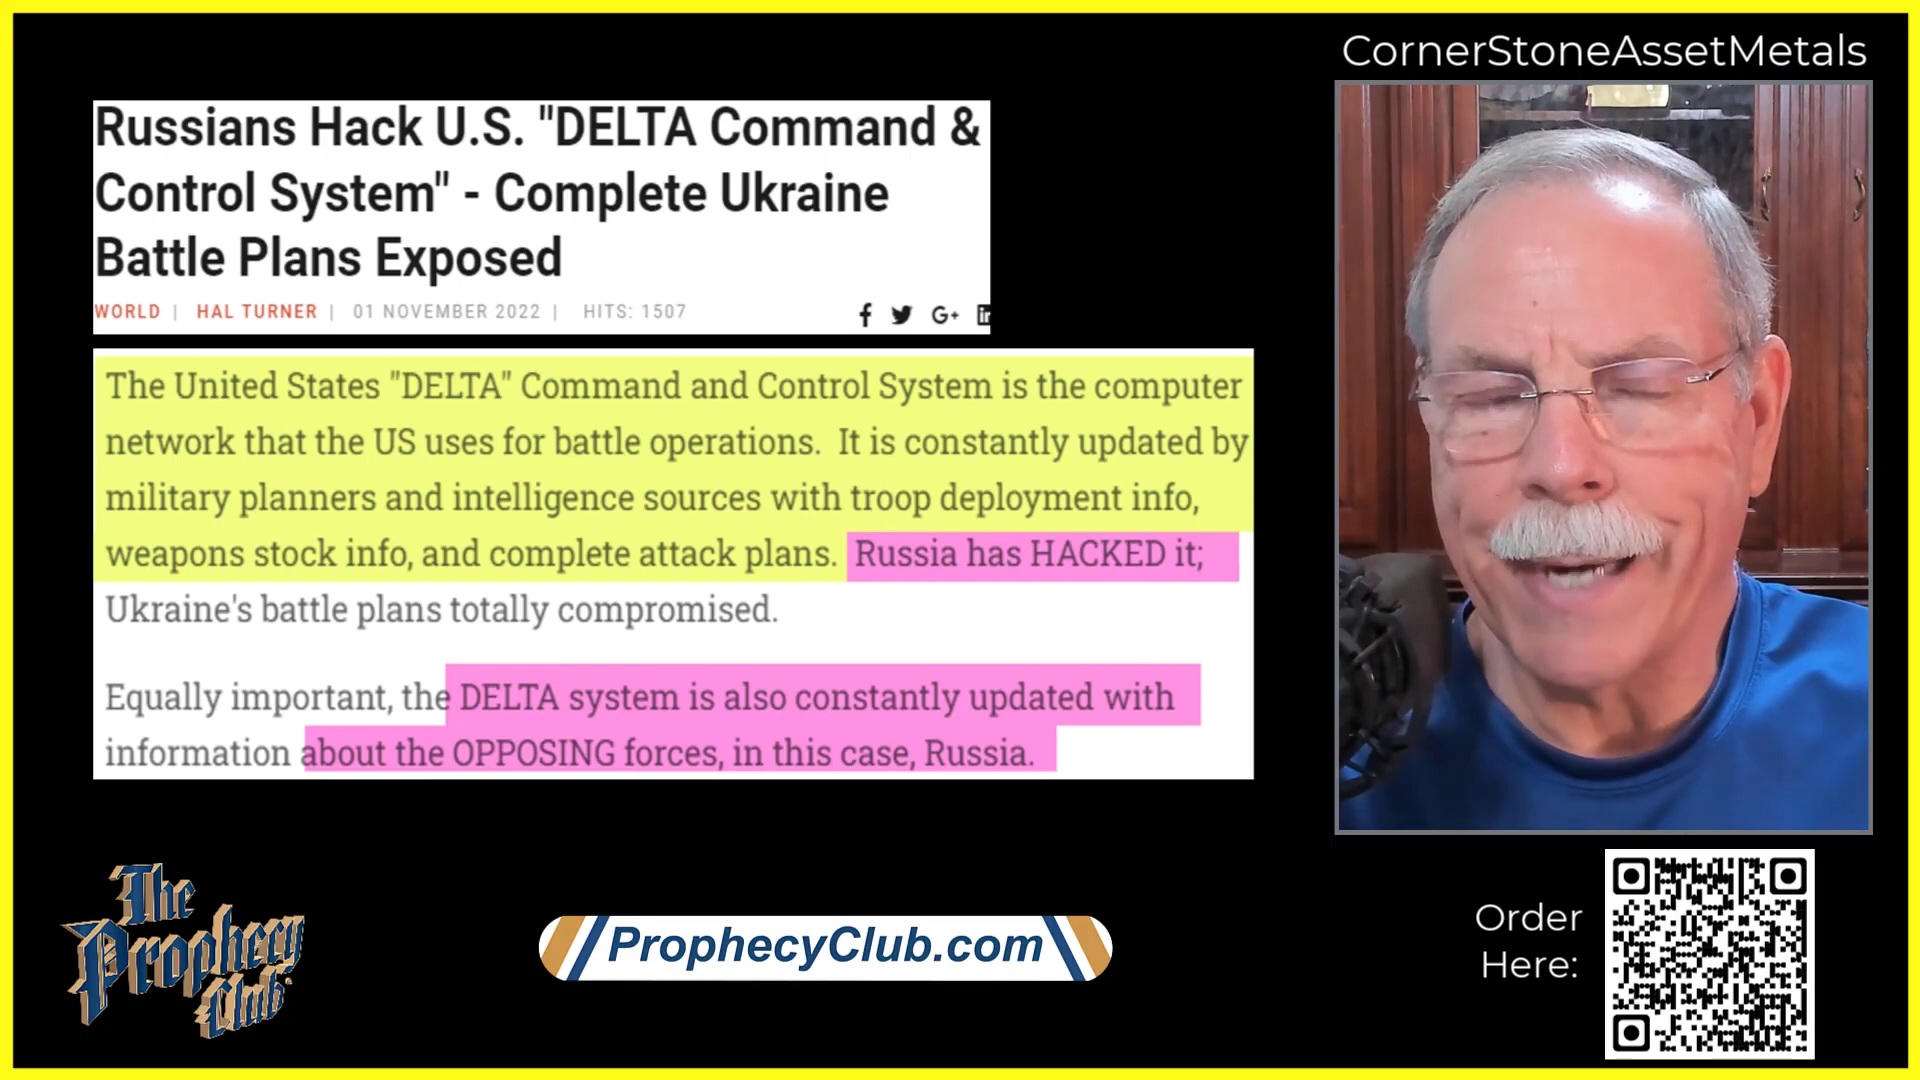 CornerStoneAssetMetals
Russians Hack U.S. "DELTA Command &
Control System" - Complete Ukraine
Battle Plans Exposed
WORLD | HAL TURNER | 01 NOVEMBER 2022 | HITS: 1507
f G+ in
The United States "DELTA" Command and Control System is the computer
network that the US uses for battle operations. It is constantly updated by
military planners and intelligence sources with troop deployment info,
weapons stock info, and complete attack plans. Russia has HACKED it;
Ukraine's battle plans totally compromised.
Equally important, the DELTA system is also constantly updated with
information about the OPPOSING forces, in this case, Russia.
The
Prophecy
Club
ProphecyClub.com
Order
Here: